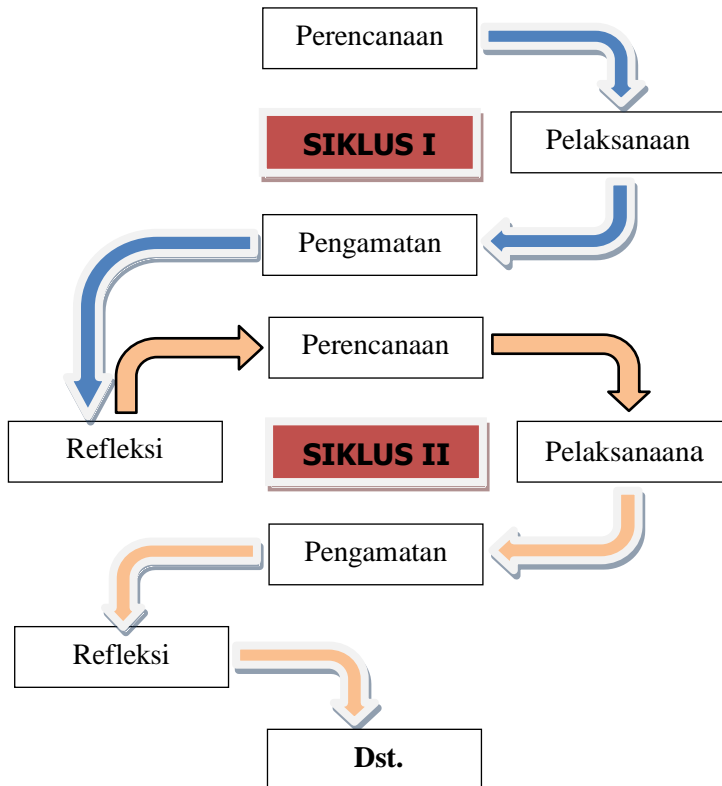 Perencanaan
SIKLUS I
Pelaksanaan
Pengamatan
Perencanaan
Refleksi
SIKLUS II
Pelaksanaana
Pengamatan
Refleksi
Dst.